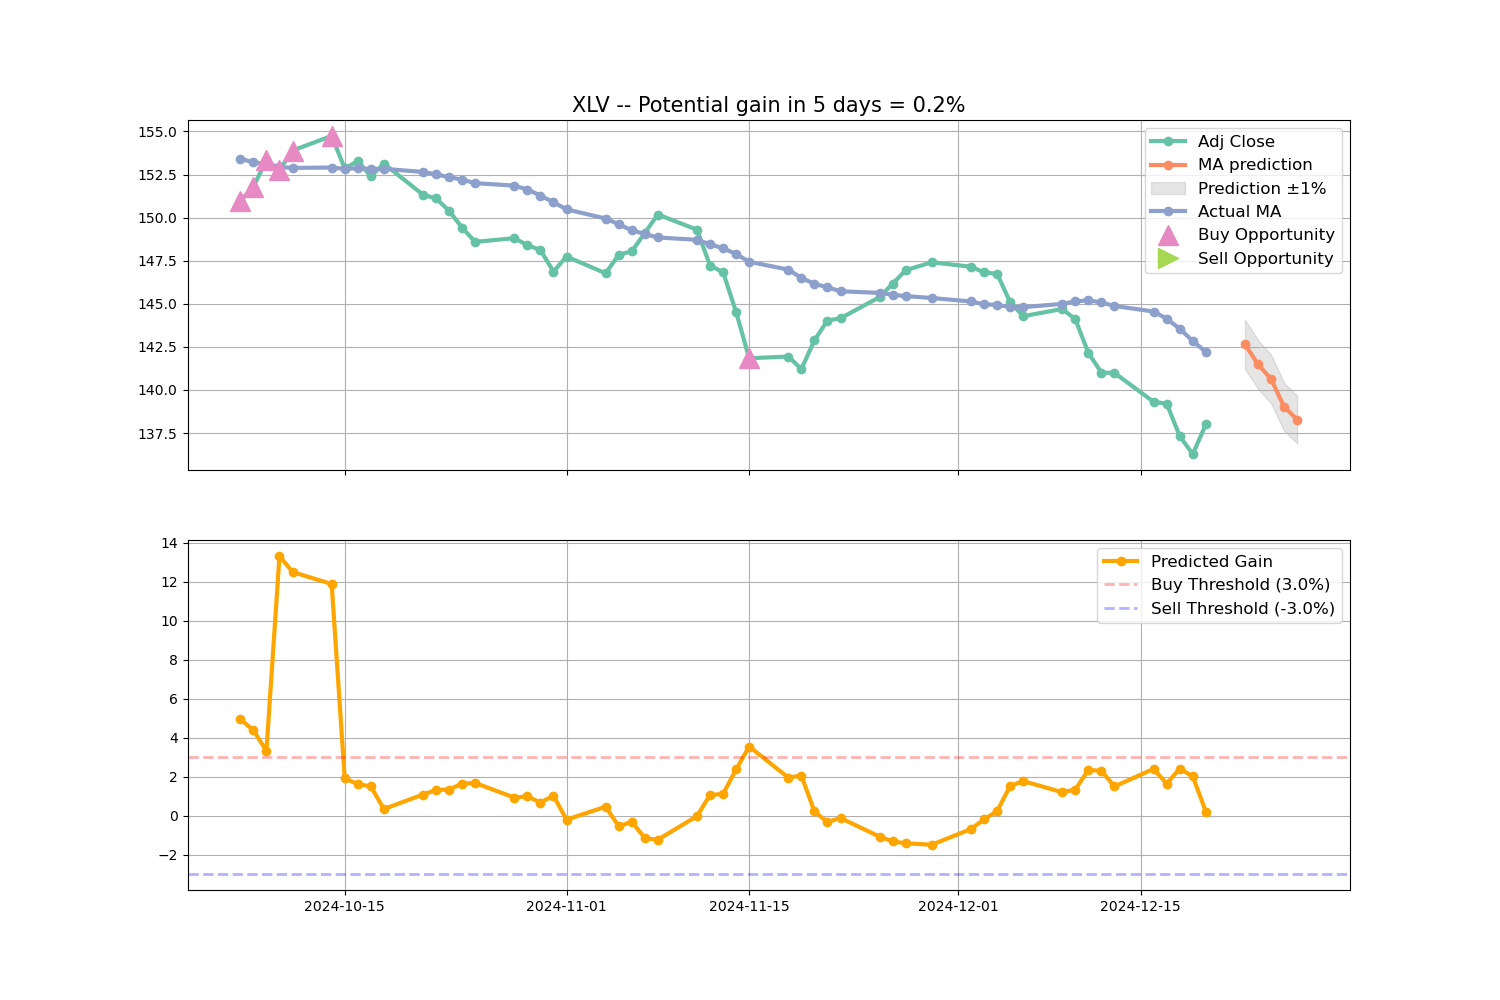 XLV -- Potential gain in 5 days = 0.2%
155.0
152.5
150.0
147.5
145.0
142.5
140.0
137.5
Adj Close
MA prediction
Prediction ±1%
Actual MA
Buy Opportunity
Sell Opportunity
14
12
10
8
6
4
2
0
−2
Predicted Gain
Buy Threshold (3.0%)
Sell Threshold (-3.0%)
2024-10-15
2024-11-01
2024-11-15
2024-12-01
2024-12-15